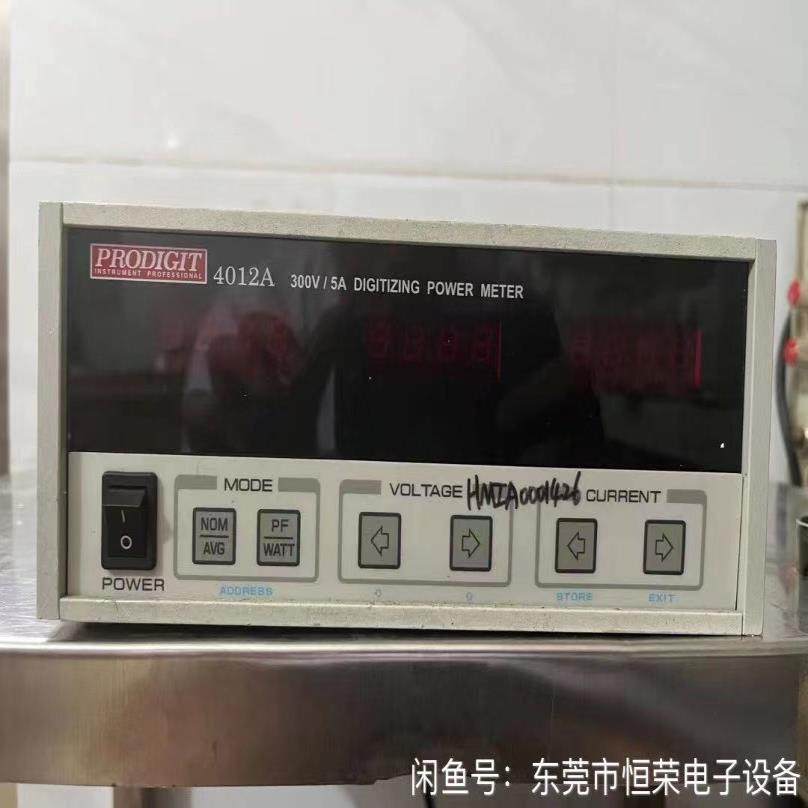 PRODIGIT
INSTRUMENT PROFESSIONAL
4012A 300V / 5A DIGITIZING POWER METER
MODE
VOLTAGE HMIA0001426 CURRENT
I
O
NOM
AVG
PF
WATT
POWER
ADDRESS
STORE
EXIT
闲鱼号：东莞市恒荣电子设备